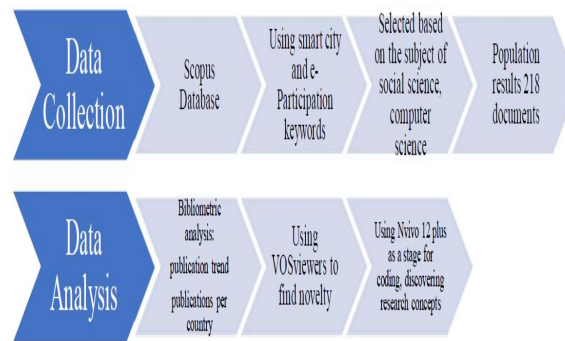 Data
Collection
Scopus
Database
Using smart city
and e-
Participation
keywords
Selected based
on the subject of
social science,
computer
science
Population
results 218
documents
Data
Analysis
Bibliometric
analysis:
publication trend
publications per
country
Using
VOSviewers to
find novelty
Using Nvivo 12 plus
as a stage for
coding, discovering
research concepts